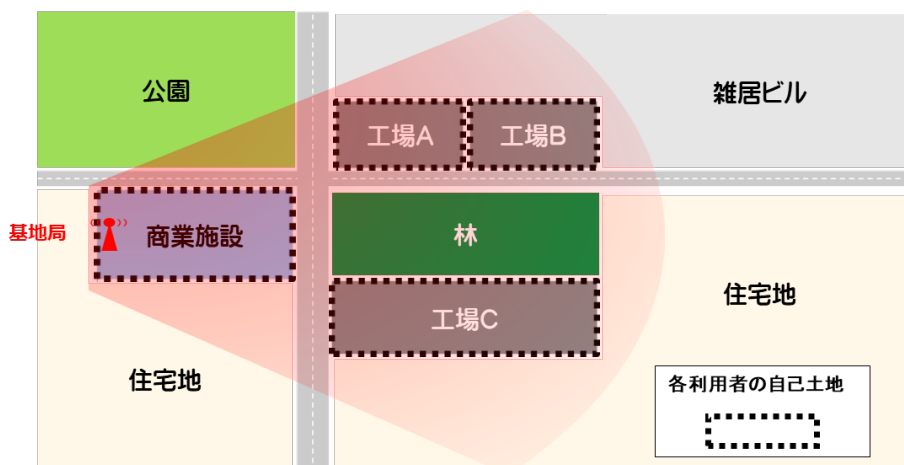 公園
雑居ビル
工場A
工場B
基地局
商業施設
林
工場C
住宅地
住宅地
各利用者の自己土地